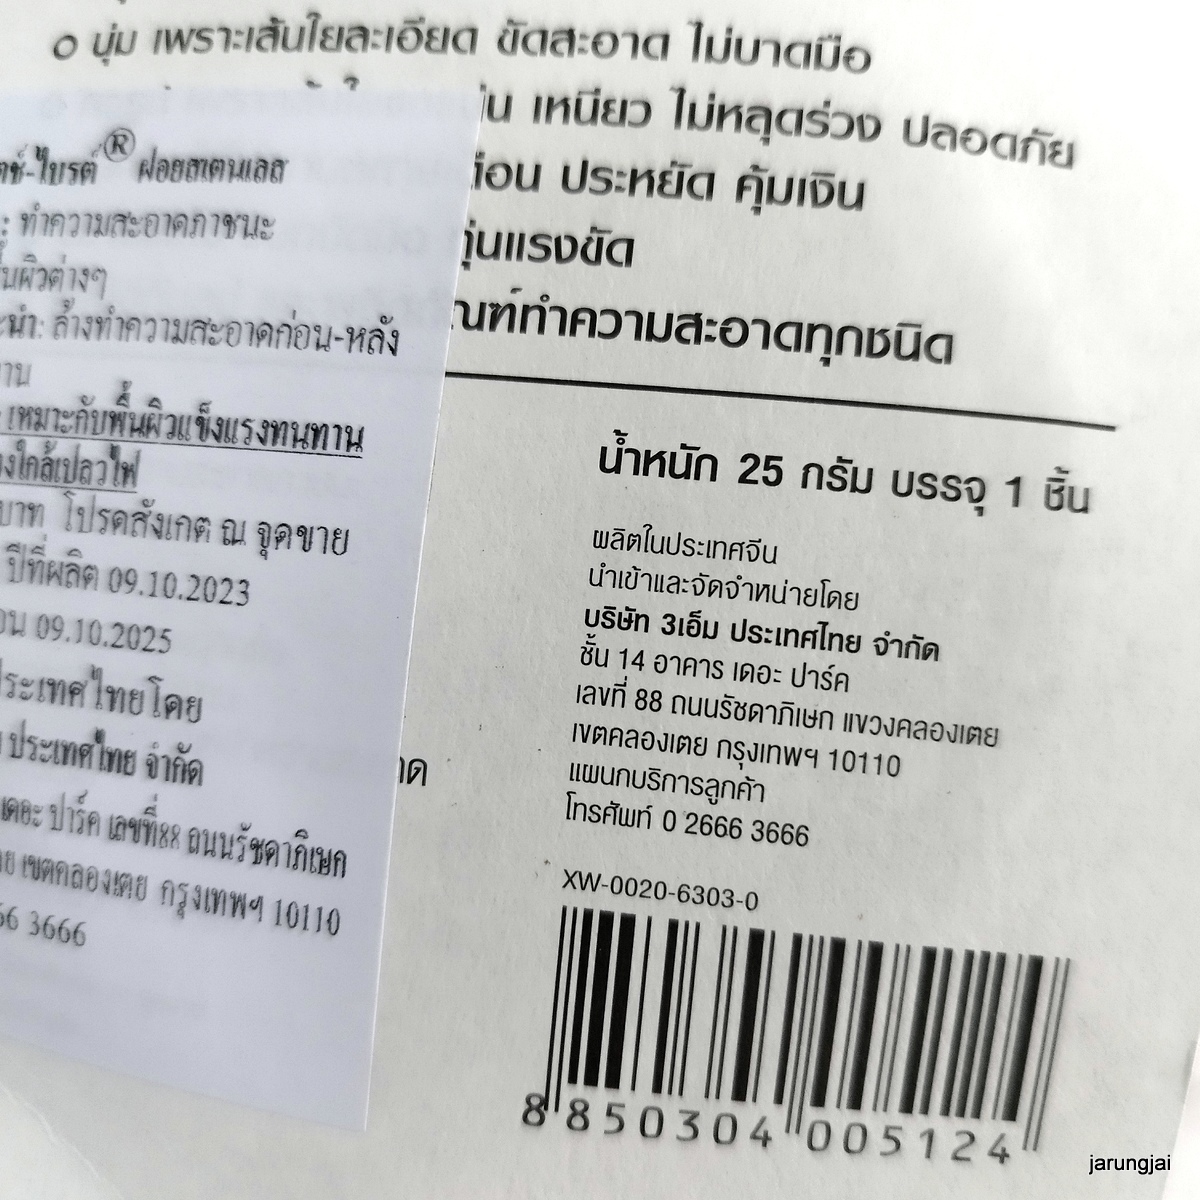 นุ่ม เพราะเส้นใยละเอียด ขัดสะอาด ไม่บาดมือ
เหนียว ไม่หลุดร่วง ปลอดภัย
ประหยัด คุ้มเงิน
แรงขัด
ทำความสะอาดทุกชนิด
น้ำหนัก 25 กรัม บรรจุ 1 ชิ้น
ผลิตในประเทศจีน
นำเข้าและจัดจำหน่ายโดย
บริษัท 3เอ็ม ประเทศไทย จำกัด
ชั้น 14 อาคาร เดอะ ปาร์ค
เลขที่ 88 ถนนรัชดาภิเษก แขวงคลองเตย
เขตคลองเตย กรุงเทพฯ 10110
แผนกบริการลูกค้า
โทรศัพท์ 0 2666 3666
XW-0020-6303-0
8 850304 005124
-ไบรต์® ฝอยสเตนเลส
: ทำความสะอาดภาชนะ
ผิวต่างๆ
ล้างทำความสะอาดก่อน-หลัง
เหมาะกับพื้นผิวแข็งแรงทนทาน
ใกล้เปลวไฟ
บาท โปรดสังเกต ณ จุดขาย
ปีที่ผลิต 09.10.2023
09.10.2025
ประเทศไทยโดย
ประเทศไทย จำกัด
เดอะ ปาร์ค เลขที่88 ถนนรัชดาภิเษก
เขตคลองเตย กรุงเทพฯ 10110
3666
jarungjai